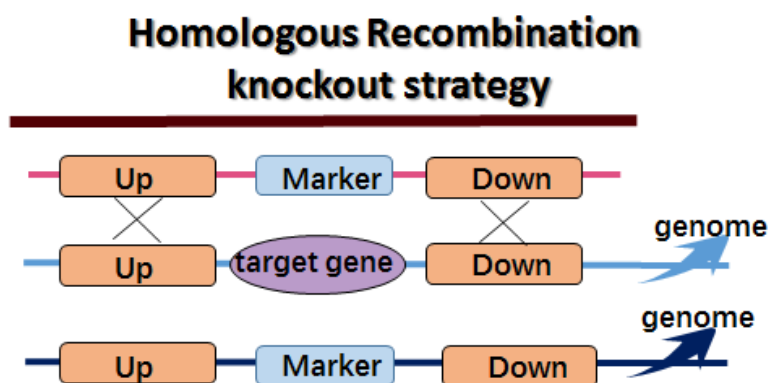 Homologous Recombination
knockout strategy
Up Marker Down
genome
Up target gene Down
genome
Up Marker Down